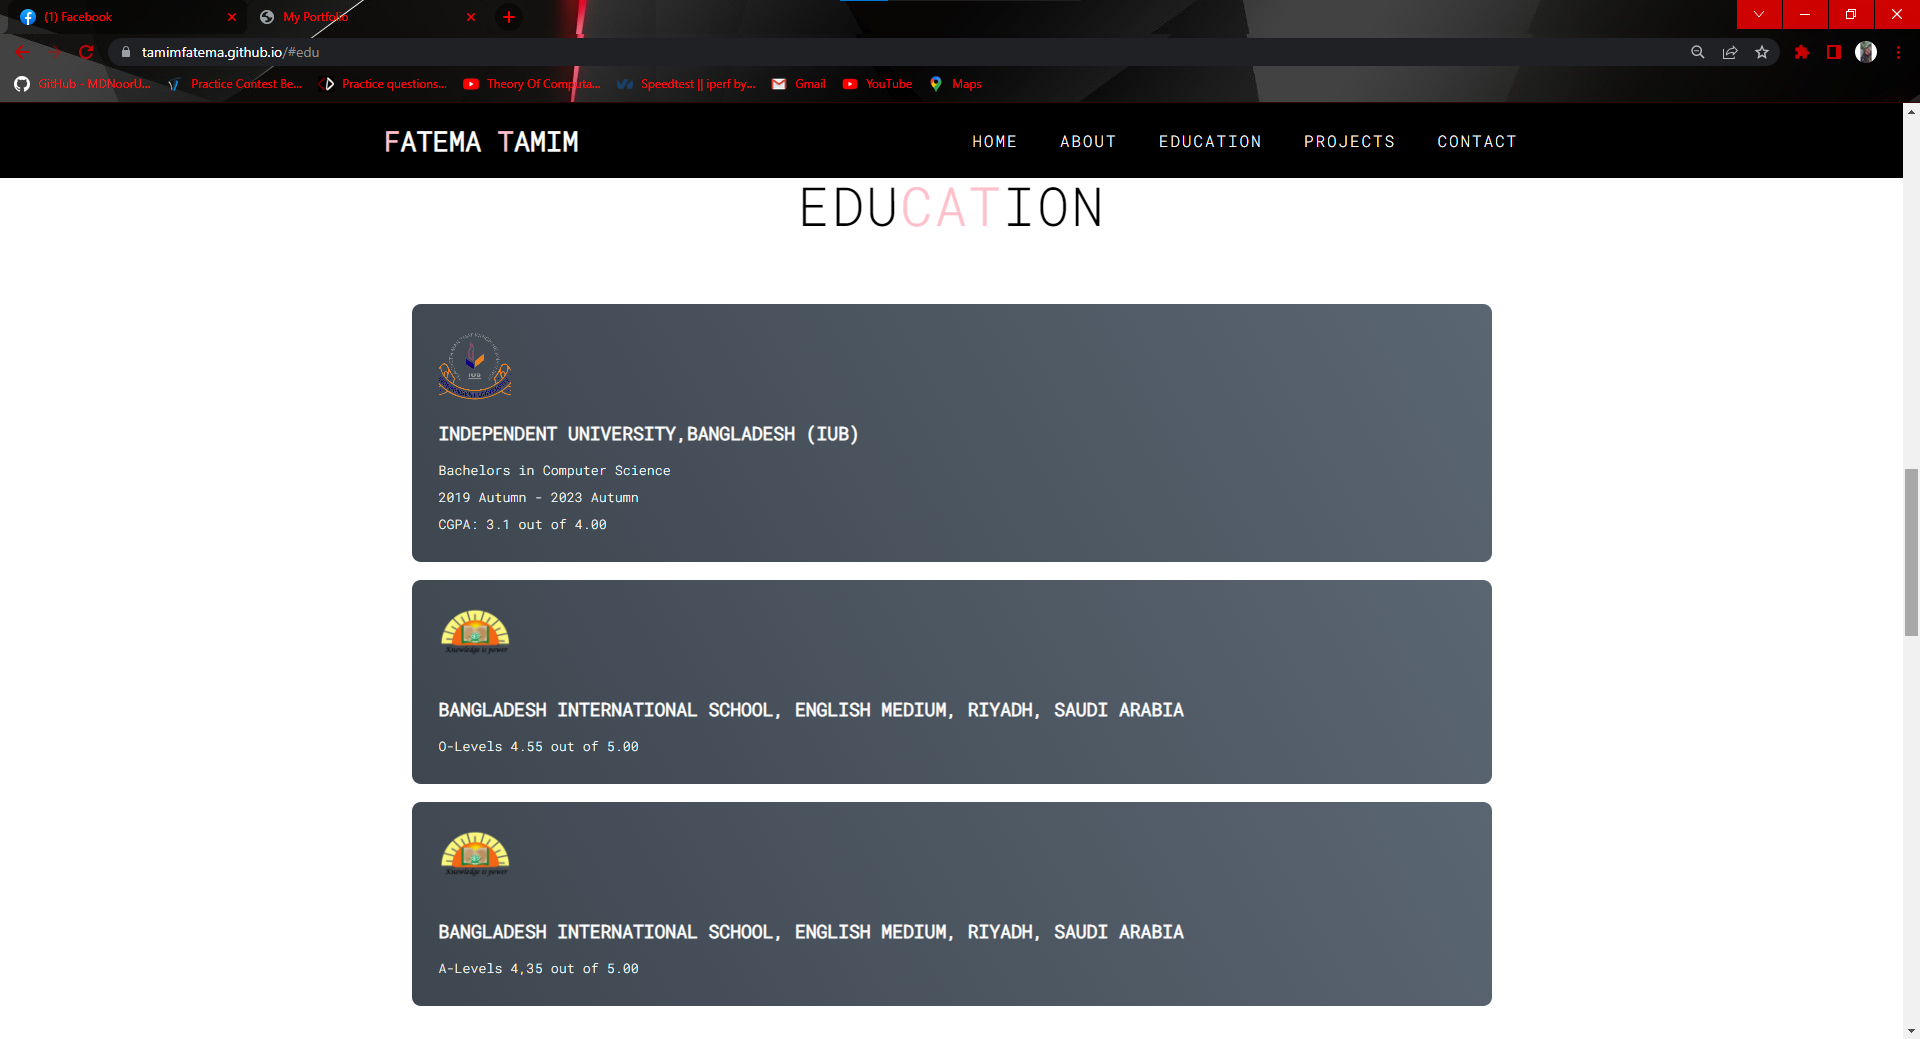 (1) Facebook
My Portfolio
tamimfatema.github.io/#edu
GitHub - MDNoorU...
Practice Contest Be...
Practice questions...
Theory Of Computa...
Speedtest || iperf by...
Gmail
YouTube
Maps
FATEMA TAMIM
HOME
ABOUT
EDUCATION
PROJECTS
CONTACT
EDUCATION
IUB
INDEPENDENT UNIVERSITY,BANGLADESH (IUB)
Bachelors in Computer Science
2019 Autumn - 2023 Autumn
CGPA: 3.1 out of 4.00
Knowledge is power
BANGLADESH INTERNATIONAL SCHOOL, ENGLISH MEDIUM, RIYADH, SAUDI ARABIA
O-Levels 4.55 out of 5.00
Knowledge is power
BANGLADESH INTERNATIONAL SCHOOL, ENGLISH MEDIUM, RIYADH, SAUDI ARABIA
A-Levels 4,35 out of 5.00